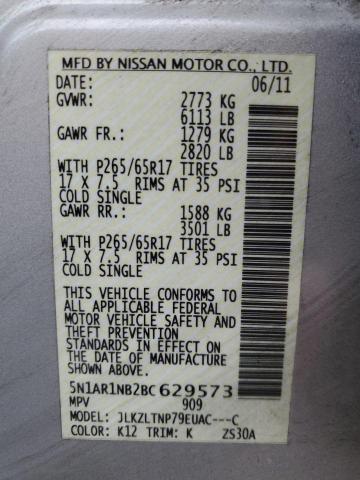 MFD BY NISSAN MOTOR CO., LTD.
DATE: 06/11
GVWR: 2773 KG
6113 LB
GAWR FR.: 1279 KG
2820 LB
WITH P265/65R17 TIRES
17 X 7.5 RIMS AT 35 PSI
COLD SINGLE
GAWR RR.: 1588 KG
3501 LB
WITH P265/65R17 TIRES
17 X 7.5 RIMS AT 35 PSI
COLD SINGLE
THIS VEHICLE CONFORMS TO
ALL APPLICABLE FEDERAL
MOTOR VEHICLE SAFETY AND
THEFT PREVENTION
STANDARDS IN EFFECT ON
THE DATE OF MANUFACTURE
SHOWN ABOVE.
5N1AR1NB2BC 629573
MPV 909
MODEL: JLKZLTNP79EUAC---C
COLOR: K12 TRIM: K ZS30A